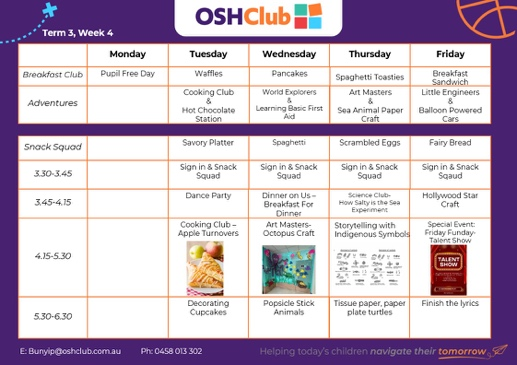 OSHClub
Term 3, Week 4
Monday Tuesday Wednesday Thursday Friday
Breakfast Club
Pupil Free Day
Waffles
Pancakes
Spaghetti Toasties
Breakfast
Sandwich
Adventures
Cooking Club
&
Hot Chocolate
Station
World Explorers
&
Learning Basic First
Aid
Art Masters
&
Sea Animal Paper
Craft
Little Engineers
&
Balloon Powered
Cars
Snack Squad
Savory Platter
Spaghetti
Scrambled Eggs
Fairy Bread
3.30-3.45
Sign in & Snack
Squad
Sign in & Snack
Squad
Sign in & Snack
Squad
Sign in & Snack
Squad
3.45-4.15
Dance Party
Dinner on Us –
Breakfast For
Dinner
Science Club-
How Salty is the Sea
Experiment.
Hollywood Star
Craft
4.15-5.30
Cooking Club –
Apple Turnovers
Art Masters-
Octopus Craft
Storytelling with
Indigenous Symbols
Special Event:
Friday Funday-
Talent Show
TALENT
SHOW
5.30-6.30
Decorating
Cupcakes
Popsicle Stick
Animals
Tissue paper, paper
plate turtles
Finish the lyrics
E: Bunyip@oshclub.com.au Ph: 0458 013 302
Helping today's children navigate their tomorrow